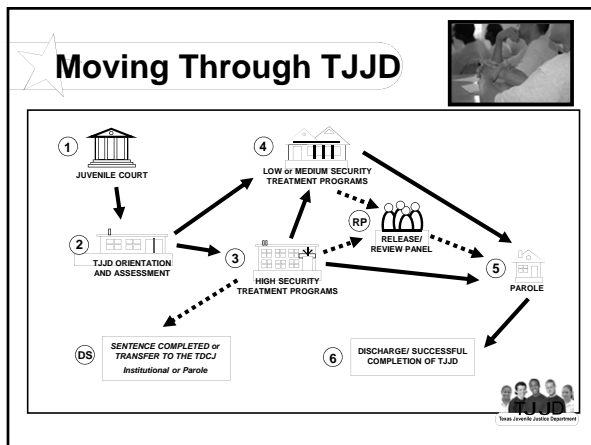 Moving Through TJJD
1
JUVENILE COURT
2
TJJD ORIENTATION
AND ASSESSMENT
3
HIGH SECURITY
TREATMENT PROGRAMS
4
LOW or MEDIUM SECURITY
TREATMENT PROGRAMS
RP
RELEASE/
REVIEW PANEL
5
PAROLE
DS
SENTENCE COMPLETED or
TRANSFER TO THE TDCJ
Institutional or Parole
6
DISCHARGE/ SUCCESSFUL
COMPLETION OF TJJD
TJJD
Texas Juvenile Justice Department